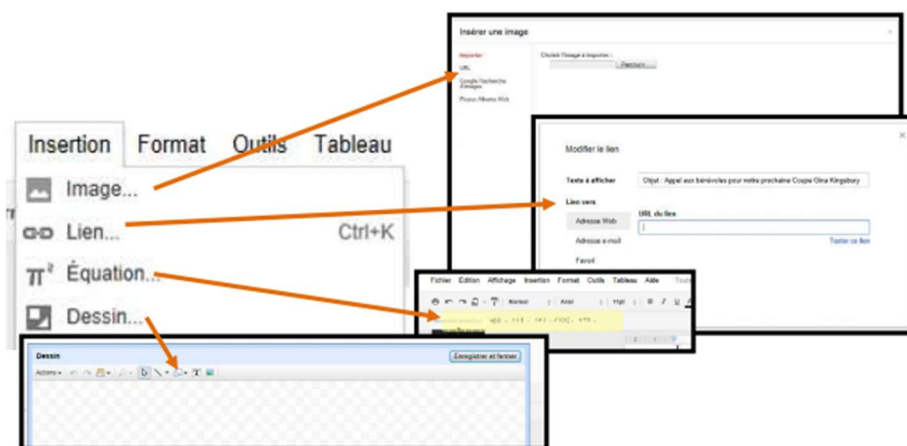 Insertion Format Outils Tableau
Image...
Lien... Ctrl+K
Équation...
Dessin...
Insérer une image
Importer
URL
Google Recherche d'images
Picasa Albums Web
Choisir l'image à importer :
Parcourir...
Modifier le lien
Texte à afficher Objet : Appel aux bénévoles pour notre prochaine Coupe Gina Kingsbury
Lien vers
Adresse Web URL du lien
Adresse e-mail Tester ce lien
Favori
Fichier Édition Affichage Insertion Format Outils Tableau Aide
Normal Arial 11pt B I U A
Dessin Enregistrer et fermer
Actions T